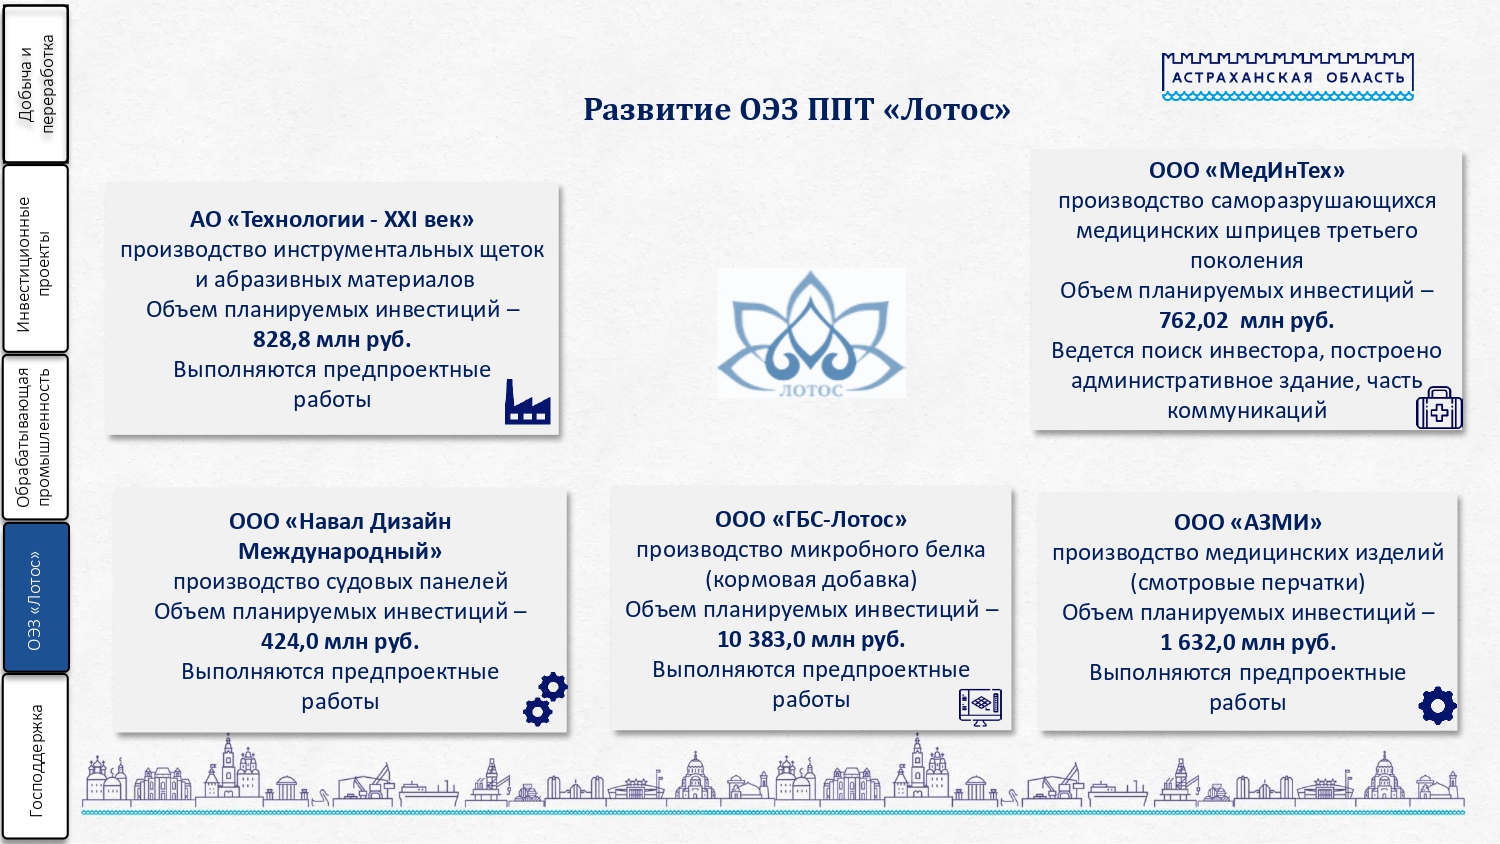 Добыча и
переработка
Инвестиционные
проекты
Обрабатывающая
промышленность
ОЭЗ «Лотос»
Господдержка
АСТРАХАНСКАЯ ОБЛАСТЬ
Развитие ОЭЗ ППТ «Лотос»
АО «Технологии - XXI век»
производство инструментальных щеток
и абразивных материалов
Объем планируемых инвестиций –
828,8 млн руб.
Выполняются предпроектные
работы
ЛОТОС
ООО «МедИнТех»
производство саморазрушающихся
медицинских шприцев третьего
поколения
Объем планируемых инвестиций –
762,02 млн руб.
Ведется поиск инвестора, построено
административное здание, часть
коммуникаций
ООО «Навал Дизайн
Международный»
производство судовых панелей
Объем планируемых инвестиций –
424,0 млн руб.
Выполняются предпроектные
работы
ООО «ГБС-Лотос»
производство микробного белка
(кормовая добавка)
Объем планируемых инвестиций –
10 383,0 млн руб.
Выполняются предпроектные
работы
ООО «АЗМИ»
производство медицинских изделий
(смотровые перчатки)
Объем планируемых инвестиций –
1 632,0 млн руб.
Выполняются предпроектные
работы